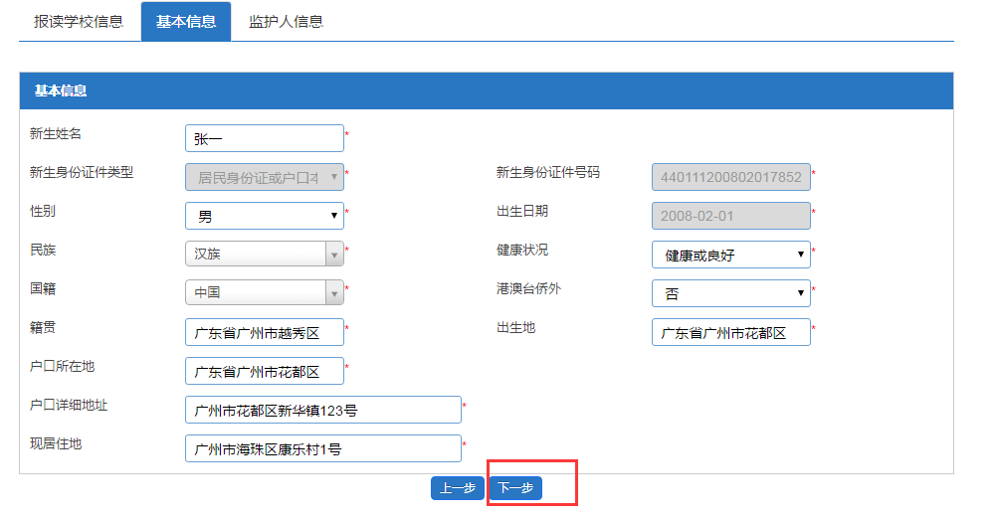 报读学校信息 基本信息 监护人信息
基本信息
新生姓名 张一*
新生身份证件类型 居民身份证或户口本* 新生身份证件号码 440111200802017852*
性别 男* 出生日期 2008-02-01*
民族 汉族* 健康状况 健康或良好*
国籍 中国* 港澳台侨外 否*
籍贯 广东省广州市越秀区* 出生地 广东省广州市花都区*
户口所在地 广东省广州市花都区*
户口详细地址 广州市花都区新华镇123号*
现居住地 广州市海珠区康乐村1号*
上一步 下一步